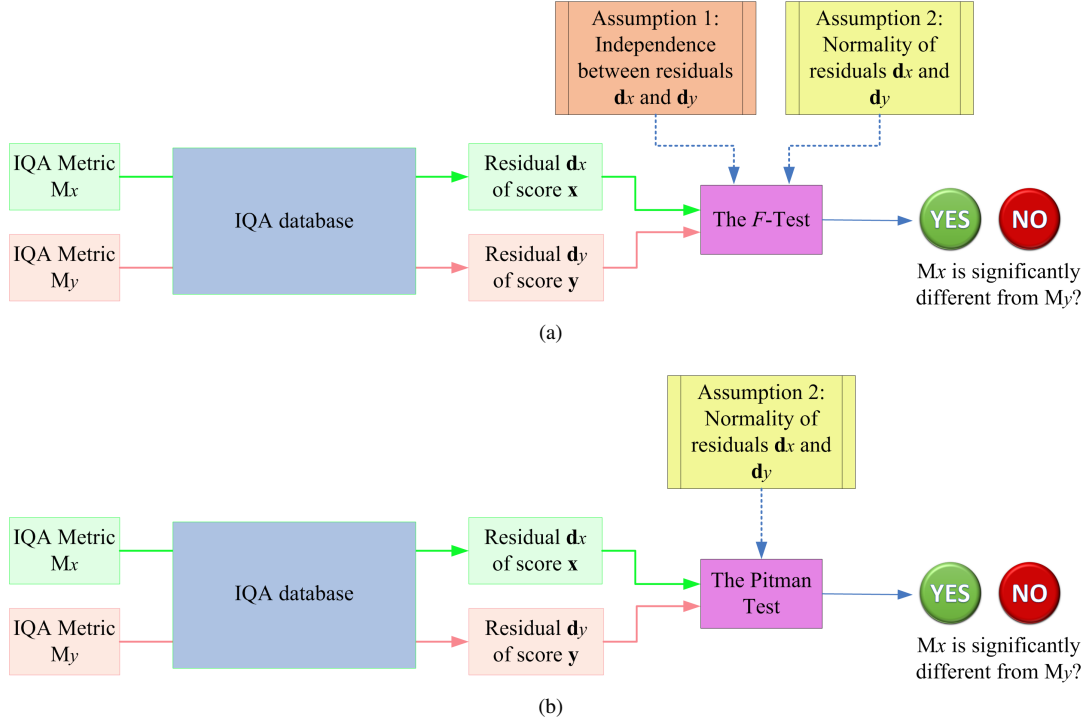 Assumption 1:
Independence
between residuals
dx and dy
Assumption 2:
Normality of
residuals dx and
dy
IQA Metric
Mx
IQA database
Residual dx
of score x
The F-Test
YES
NO
IQA Metric
My
Residual dy
of score y
Mx is significantly
different from My?
(a)
Assumption 2:
Normality of
residuals dx and
dy
IQA Metric
Mx
IQA database
Residual dx
of score x
The Pitman
Test
YES
NO
IQA Metric
My
Residual dy
of score y
Mx is significantly
different from My?
(b)